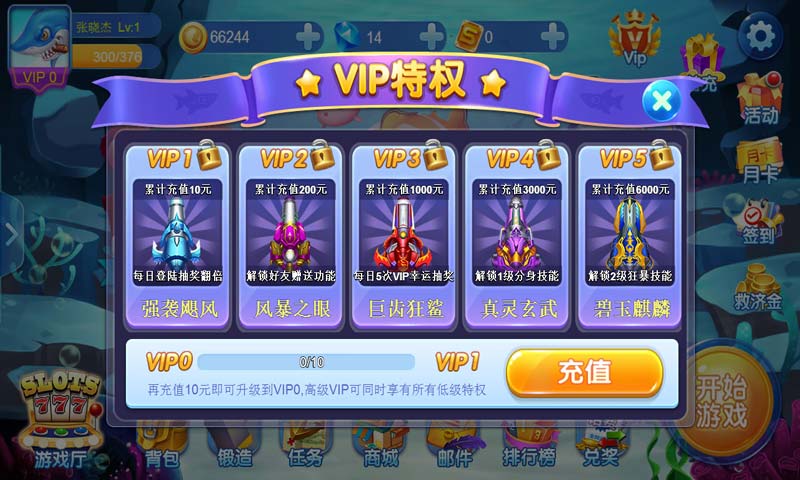 张晓杰 Lv:1
300/376
VIP 0
66244
14
S 0
Vip
VIP特权
充
活动
月卡
月卡
签到
救济金
VIP1
累计充值10元
每日登陆抽奖翻倍
强袭飓风
VIP2
累计充值200元
解锁好友赠送功能
风暴之眼
VIP3
累计充值1000元
每日5次VIP幸运抽奖
巨齿狂鲨
VIP4
累计充值3000元
解锁1级分身技能
真灵玄武
VIP5
累计充值6000元
解锁2级狂暴技能
碧玉麒麟
VIP0
0/10
VIP1
充值
再充值10元即可升级到VIP0,高级VIP可同时享有所有低级特权
开始
游戏
SLOTS
777
游戏厅
背包
锻造
任务
商城
邮件
排行榜
兑奖